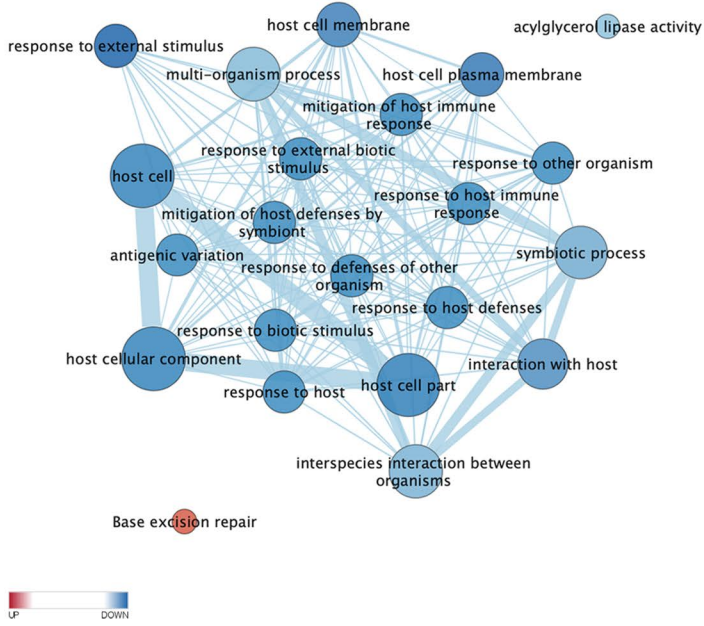 host cell membrane
acylglycerol lipase activity
response to external stimulus
multi-organism process
host cell plasma membrane
mitigation of host immune
response
response to external biotic
stimulus
response to other organism
host cell
response to host immune
response
mitigation of host defenses by
symbiont
antigenic variation
symbiotic process
response to defenses of other
organism
response to host defenses
response to biotic stimulus
host cellular component
interaction with host
host cell part
response to host
interspecies interaction between
organisms
Base excision repair
UP
DOWN